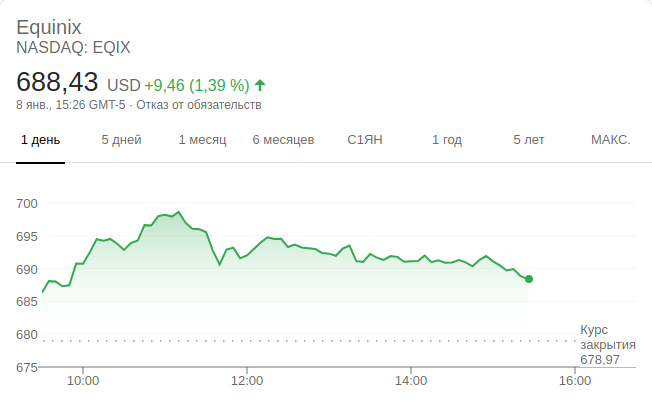 Equinix
NASDAQ: EQIX
688,43 USD +9,46 (1,39 %)
8 янв., 15:26 GMT-5 · Отказ от обязательств
1 день 5 дней 1 месяц 6 месяцев С1ЯН 1 год 5 лет МАКС.
700
695
690
685
680
675
Курс
закрытия
678,97
10:00 12:00 14:00 16:00